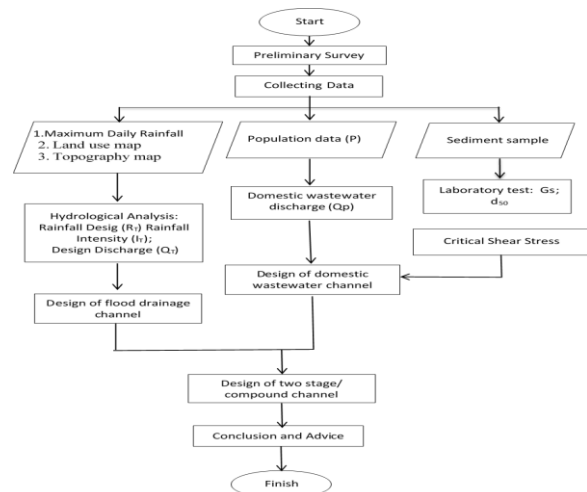 Start
Preliminary Survey
Collecting Data
1.Maximum Daily Rainfall
2. Land use map
3. Topography map
Population data (P)
Sediment sample
Domestic wastewater
discharge (Qp)
Laboratory test: Gs;
d50
Hydrological Analysis:
Rainfall Desig (RT) Rainfall
Intensity (IT);
Design Discharge (QT)
Critical Shear Stress
Design of domestic
wastewater channel
Design of flood drainage
channel
Design of two stage/
compound channel
Conclusion and Advice
Finish